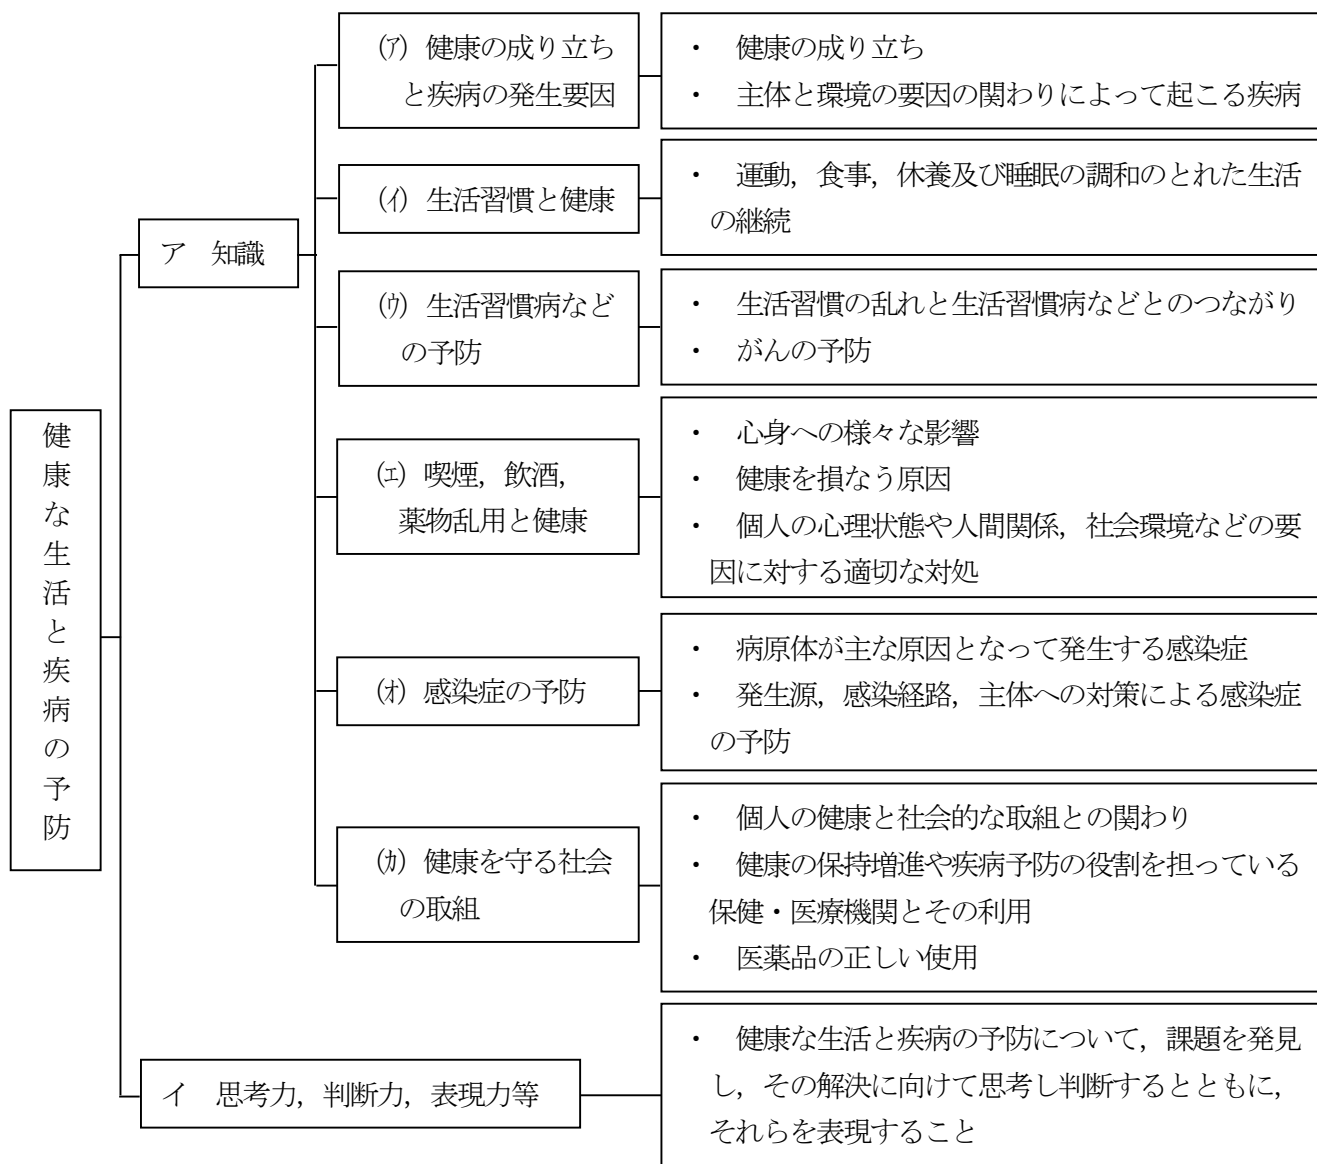 健康な生活と疾病の予防
ア　知識
㋐ 健康の成り立ち
と疾病の発生要因
・　健康の成り立ち
・　主体と環境の要因の関わりによって起こる疾病
(ｲ) 生活習慣と健康
・　運動，食事，休養及び睡眠の調和のとれた生活
の継続
(ｳ) 生活習慣病など
の予防
・　生活習慣の乱れと生活習慣病などとのつながり
・　がんの予防
(ｴ) 喫煙，飲酒，
薬物乱用と健康
・　心身への様々な影響
・　健康を損なう原因
・　個人の心理状態や人間関係，社会環境などの要
因に対する適切な対処
(ｵ) 感染症の予防
・　病原体が主な原因となって発生する感染症
・　発生源，感染経路，主体への対策による感染症
の予防
(ｶ) 健康を守る社会
の取組
・　個人の健康と社会的な取組との関わり
・　健康の保持増進や疾病予防の役割を担っている
保健・医療機関とその利用
・　医薬品の正しい使用
イ　思考力，判断力，表現力等
・　健康な生活と疾病の予防について，課題を発見
し，その解決に向けて思考し判断するとともに，
それらを表現すること